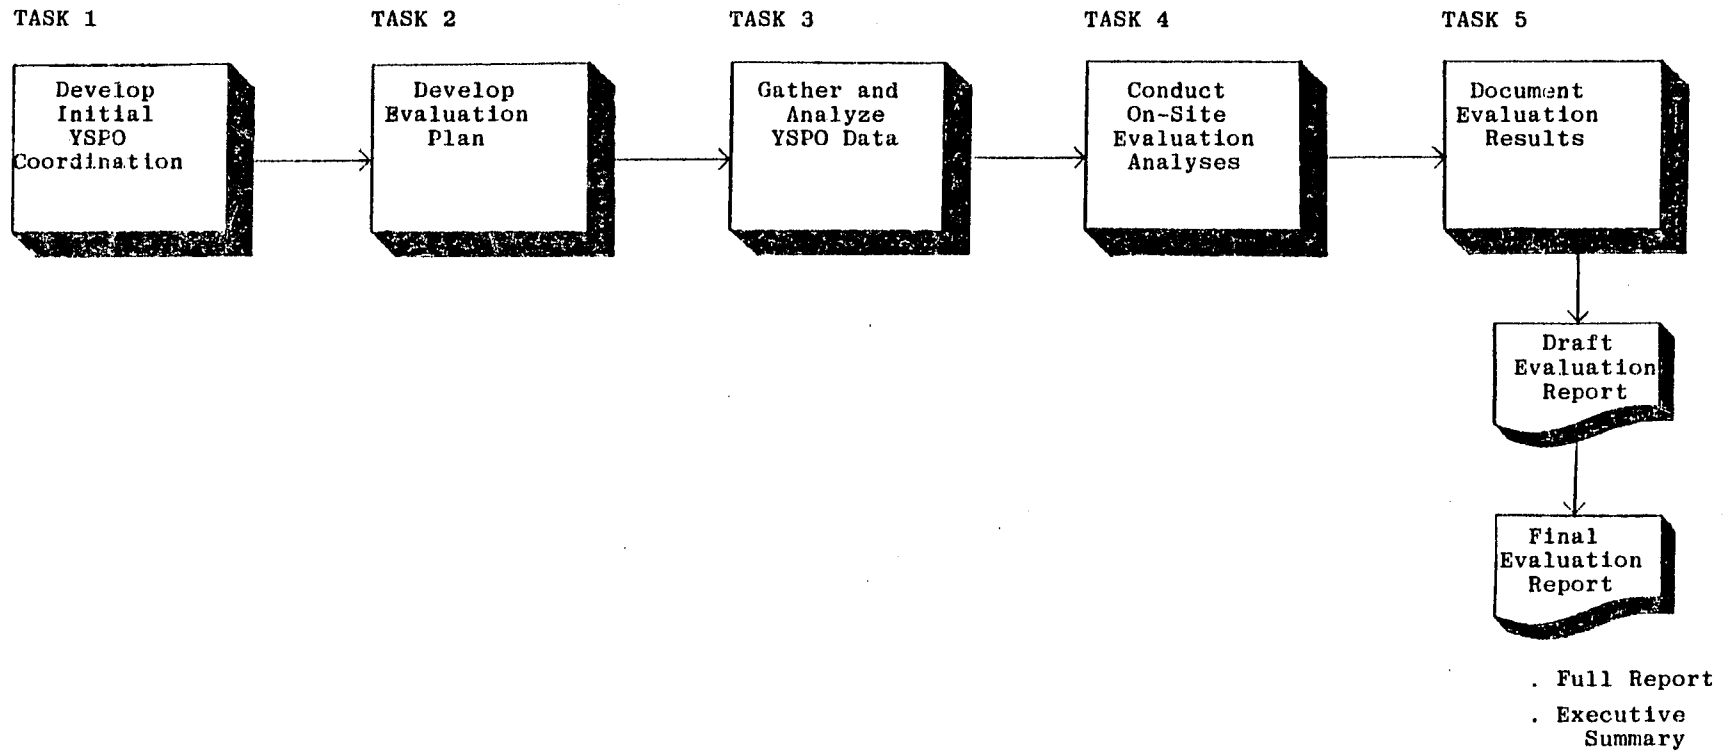 TASK 1
TASK 2
TASK 3
TASK 4
TASK 5
Develop
Initial
YSPO
Coordination
Develop
Evaluation
Plan
Gather and
Analyze
YSPO Data
Conduct
On-Site
Evaluation
Analyses
Document
Evaluation
Results
Draft
Evaluation
Report
Final
Evaluation
Report
. Full Report
. Executive
Summary